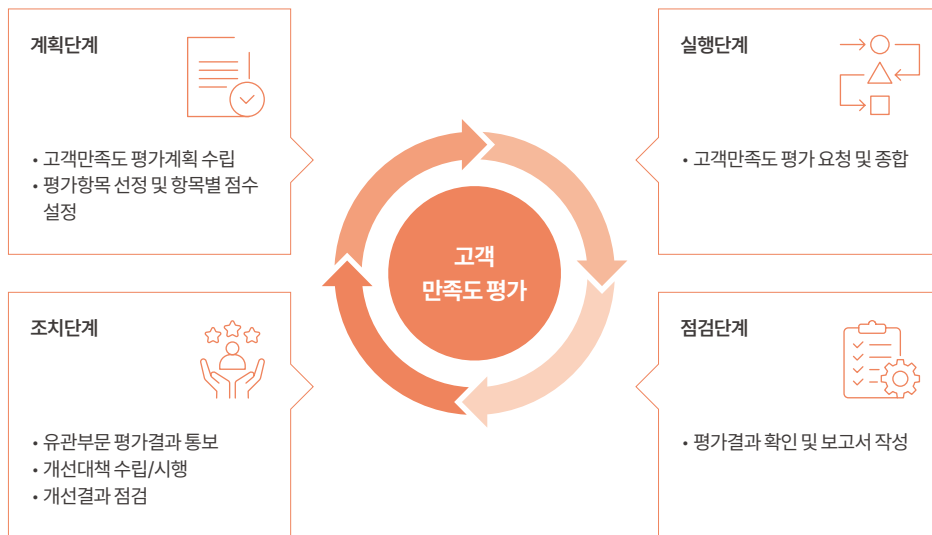 계획단계
• 고객만족도 평가계획 수립
• 평가항목 선정 및 항목별 점수
설정
실행단계
• 고객만족도 평가 요청 및 종합
고객
만족도 평가
조치단계
• 유관부문 평가결과 통보
• 개선대책 수립/시행
• 개선결과 점검
점검단계
• 평가결과 확인 및 보고서 작성